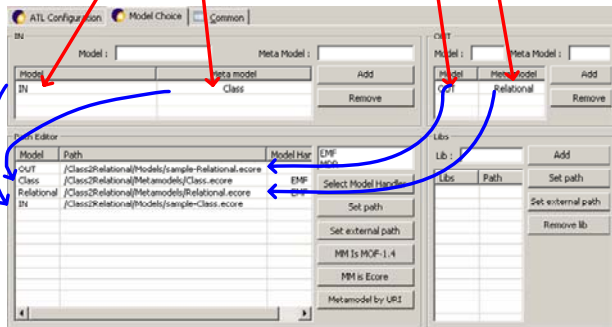 ATL Configuration Model Choice Common
IN
Model : Meta Model :
Model Meta model
IN Class
Add
Remove
OUT
Model : Meta Model :
Model Meta Model Add
OUT Relational
Remove
Path Editor
Model Path Model Har
OUT /Class2Relational/Models/sample-Relational.ecore
Class /Class2Relational/Metamodels/Class.ecore EMF
Relational /Class2Relational/Metamodels/Relational.ecore EMF
IN /Class2Relational/Models/sample-Class.ecore
EMF
MDR
Select Model Handler
Set path
Set external path
MM Is MOF-1.4
MM is Ecore
Metamodel by URI
Libs
Lib : Add
Libs Path Set path
Set external path
Remove lib